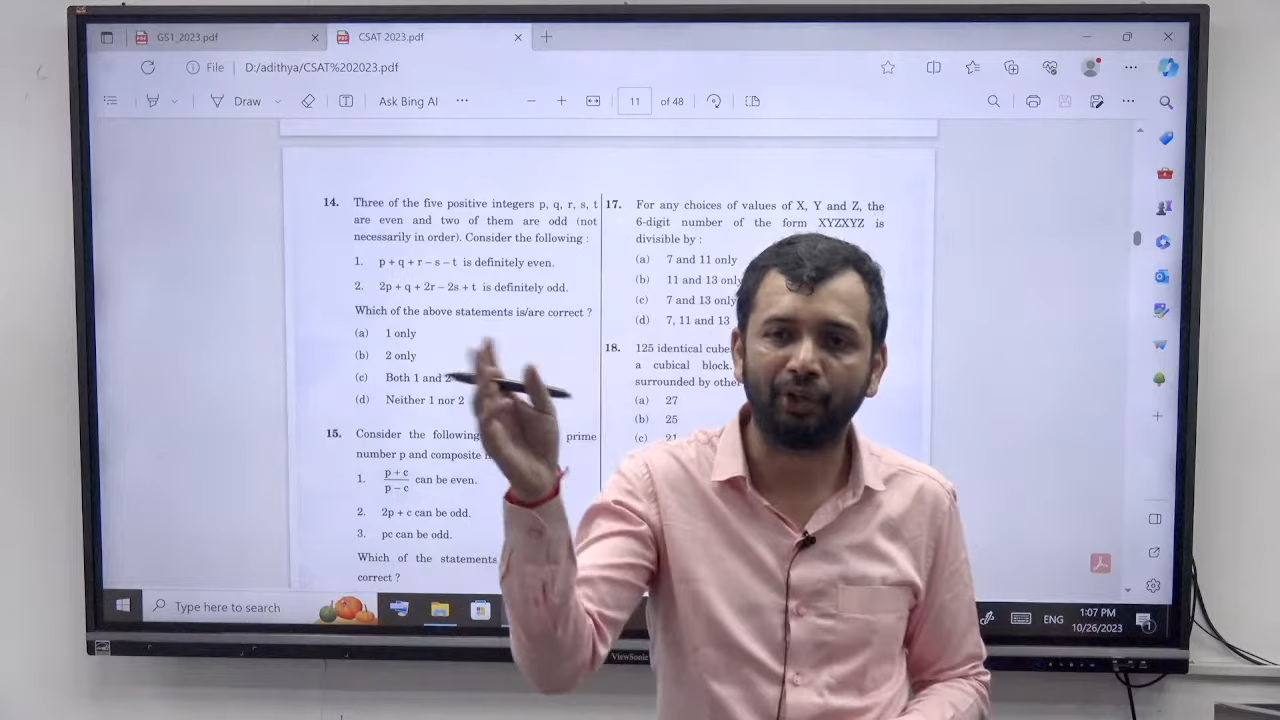 GS1_2023.pdf
CSAT 2023.pdf
File
D:/adithya/CSAT%202023.pdf
Draw
Ask Bing AI
11
of 48
14. Three of the five positive integers p, q, r, s, t
are even and two of them are odd (not
necessarily in order). Consider the following :
1. p + q + r – s – t is definitely even.
2. 2p + q + 2r – 2s + t is definitely odd.
Which of the above statements is/are correct ?
(a) 1 only
(b) 2 only
(c) Both 1 and 2
(d) Neither 1 nor 2
15. Consider the following prime
number p and composite
1. p + c
p – c can be even.
2. 2p + c can be odd.
3. pc can be odd.
Which of the statements
correct ?
17. For any choices of values of X, Y and Z, the
6-digit number of the form XYZXYZ is
divisible by :
(a) 7 and 11 only
(b) 11 and 13 only
(c) 7 and 13 only
(d) 7, 11 and 13
18. 125 identical cube
a cubical block.
surrounded by other
(a) 27
(b) 25
(c) 21
Type here to search
ENG
1:07 PM
10/26/2023
1
ViewSonic